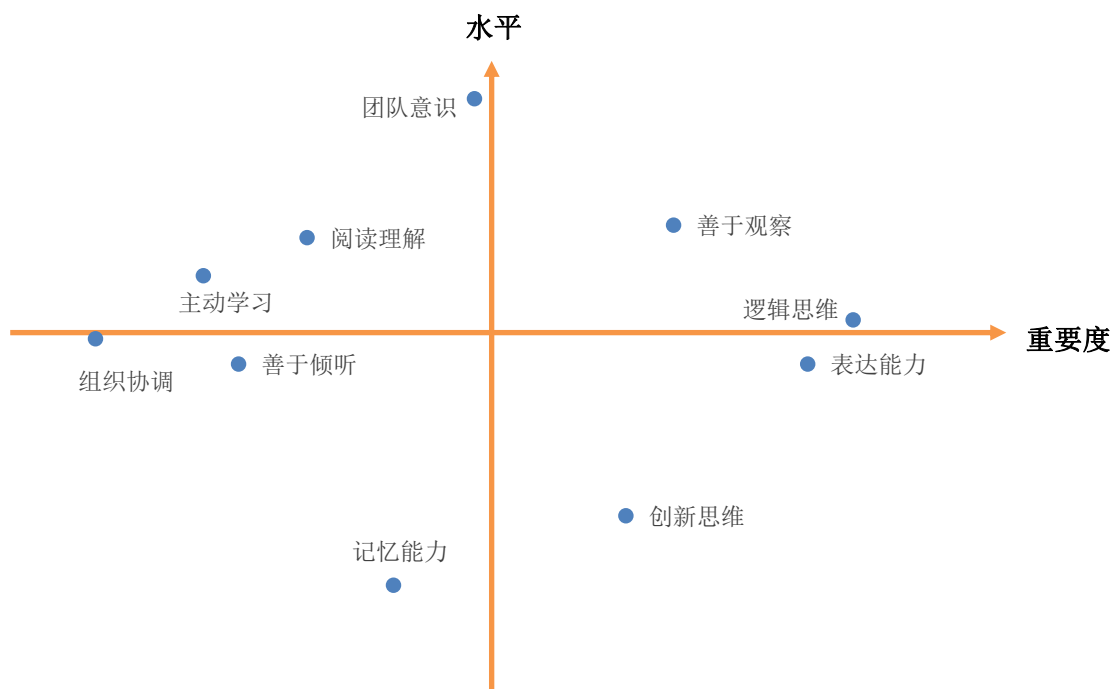 水平
团队意识
阅读理解
善于观察
主动学习
逻辑思维
重要度
组织协调
善于倾听
表达能力
创新思维
记忆能力